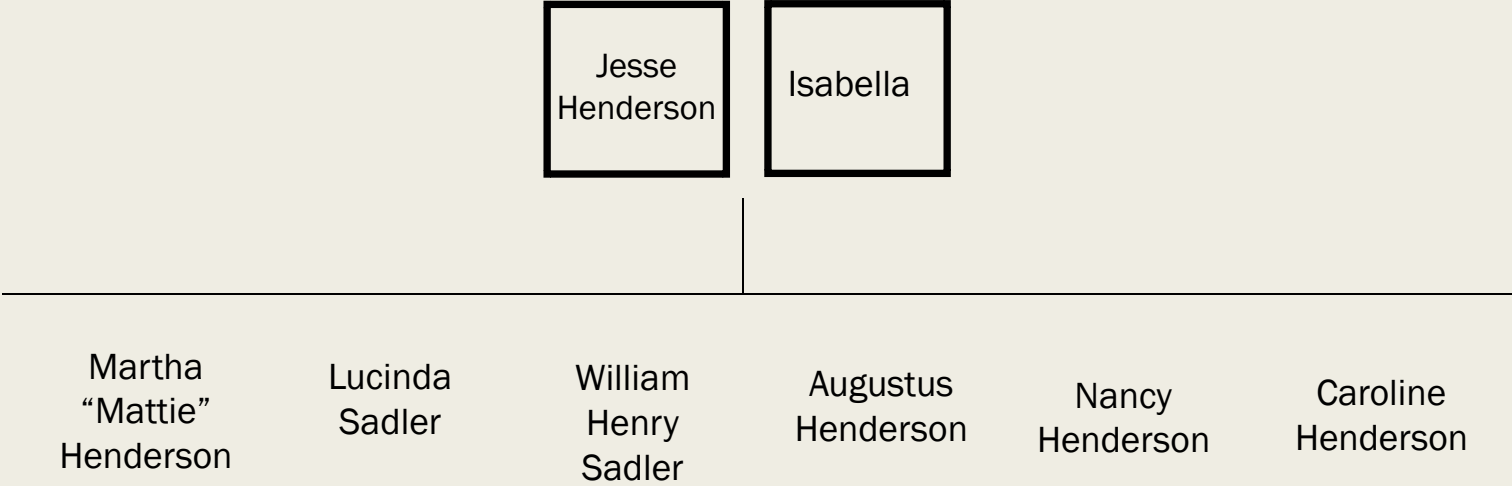 Jesse
Henderson
Isabella
Martha
“Mattie”
Henderson
Lucinda
Sadler
William
Henry
Sadler
Augustus
Henderson
Nancy
Henderson
Caroline
Henderson